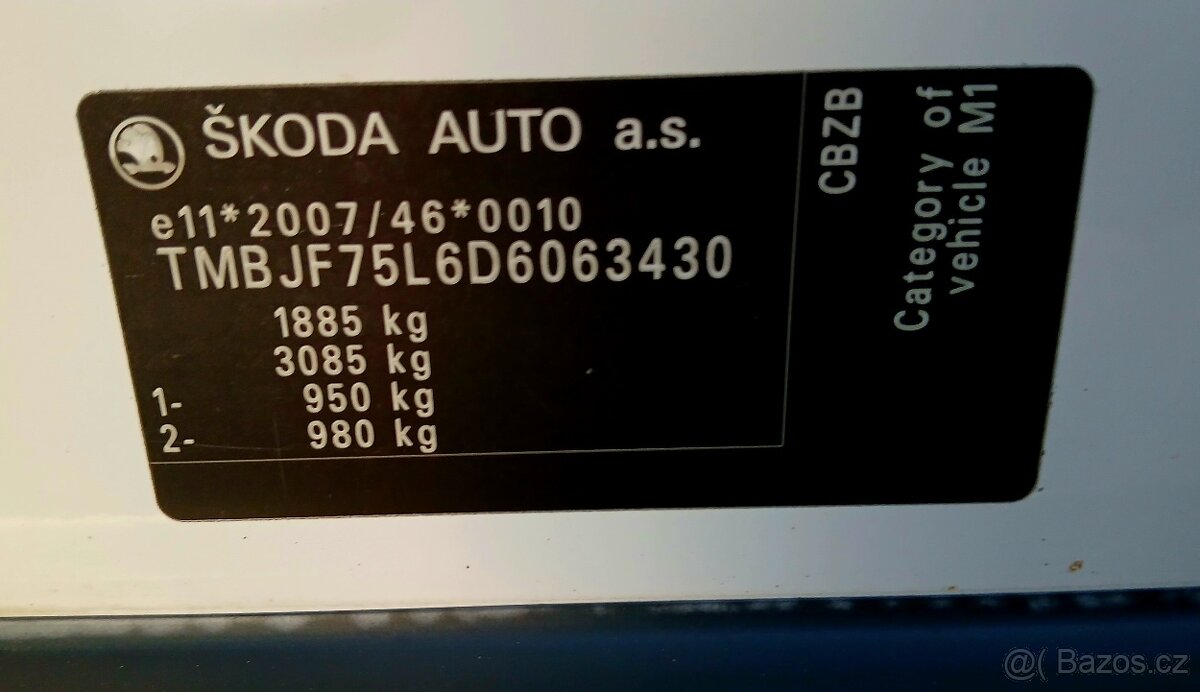 ŠKODA AUTO a.s.
e11*2007/46*0010
TMBJF75L6D6063430
1885 kg
3085 kg
1- 950 kg
2- 980 kg
CBZB
Category of
vehicle M1
@( Bazos.cz